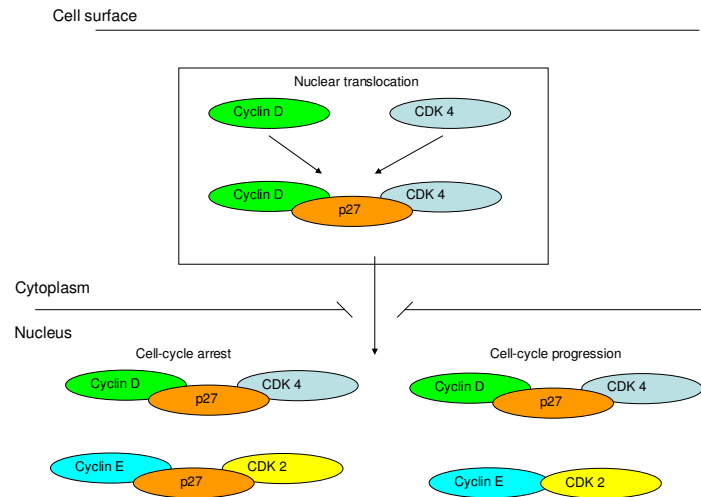 Cell surface
Nuclear translocation
Cyclin D
CDK 4
Cyclin D
CDK 4
p27
Cytoplasm
Nucleus
Cell-cycle arrest
Cell-cycle progression
Cyclin D
CDK 4
p27
Cyclin D
CDK 4
p27
Cyclin E
CDK 2
p27
Cyclin E
CDK 2